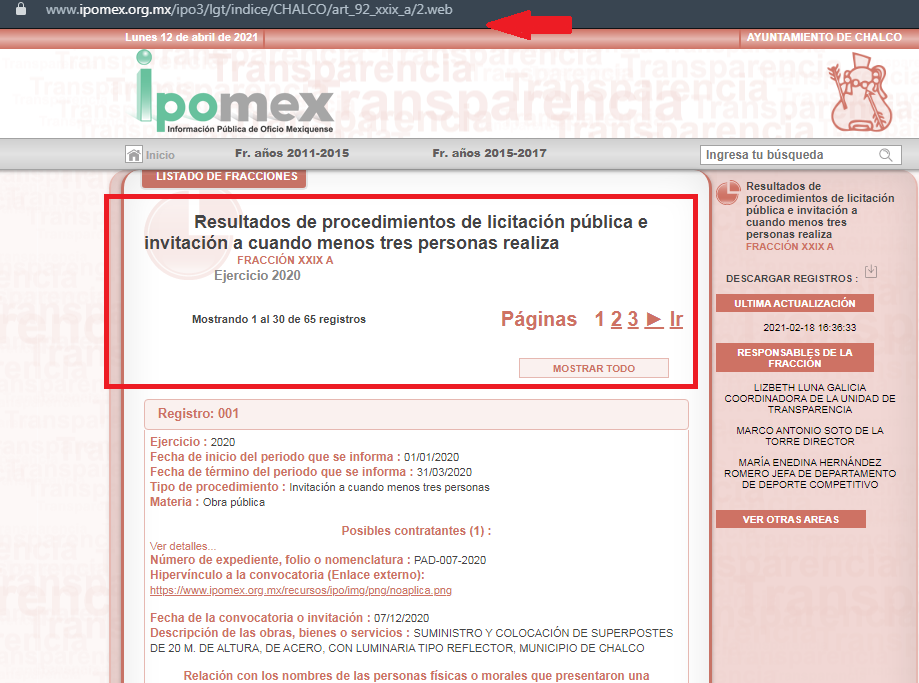 www.ipomex.org.mx/ipo3/lgt/indice/CHALCO/art_92_xxix_a/2.web
Lunes 12 de abril de 2021
AYUNTAMIENTO DE CHALCO
Transparencia
ipomex
Información Pública de Oficio Mexiquense
Inicio
Fr. años 2011-2015
Fr. años 2015-2017
Ingresa tu búsqueda
LISTADO DE FRACCIONES
Resultados de procedimientos de licitación pública e
invitación a cuando menos tres personas realiza
FRACCIÓN XXIX A
Ejercicio 2020
Mostrando 1 al 30 de 65 registros
Páginas 1 2 3 ► Ir
MOSTRAR TODO
Registro: 001
Ejercicio : 2020
Fecha de inicio del periodo que se informa : 01/01/2020
Fecha de término del periodo que se informa : 31/03/2020
Tipo de procedimiento : Invitación a cuando menos tres personas
Materia : Obra pública
Posibles contratantes (1) :
Ver detalles...
Número de expediente, folio o nomenclatura : PAD-007-2020
Hipervínculo a la convocatoria (Enlace externo):
https://www.ipomex.org.mx/recursos/ipo/img/png/noaplica.png
Fecha de la convocatoria o invitación : 07/12/2020
Descripción de las obras, bienes o servicios : SUMINISTRO Y COLOCACIÓN DE SUPERPOSTES
DE 20 M. DE ALTURA, DE ACERO, CON LUMINARIA TIPO REFLECTOR, MUNICIPIO DE CHALCO
Relación con los nombres de las personas físicas o morales que presentaron una
Resultados de
procedimientos de licitación
pública e invitación a
cuando menos tres
personas realiza
FRACCIÓN XXIX A
DESCARGAR REGISTROS :
ULTIMA ACTUALIZACIÓN
2021-02-18 16:36:33
RESPONSABLES DE LA
FRACCIÓN
LIZBETH LUNA GALICIA
COORDINADORA DE LA UNIDAD DE
TRANSPARENCIA
MARCO ANTONIO SOTO DE LA
TORRE DIRECTOR
MARÍA ENEDINA HERNÁNDEZ
ROMERO JEFA DE DEPARTAMENTO
DE DEPORTE COMPETITIVO
VER OTRAS AREAS